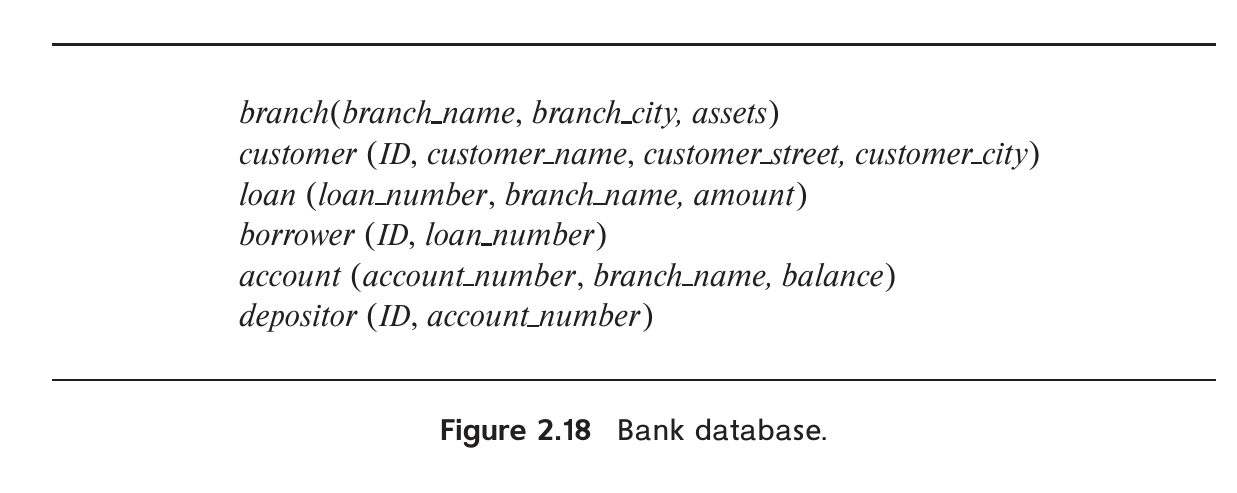 branch(branch_name, branch_city, assets)
customer (ID, customer_name, customer_street, customer_city)
loan (loan_number, branch_name, amount)
borrower (ID, loan_number)
account (account_number, branch_name, balance)
depositor (ID, account_number)
Figure 2.18 Bank database.